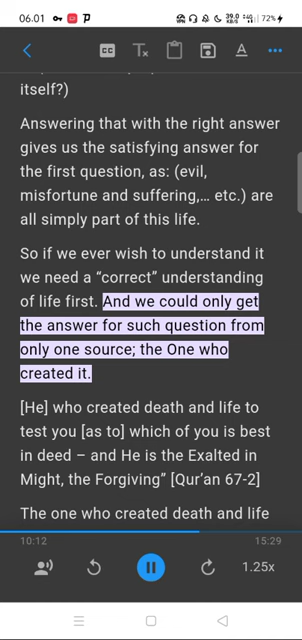 06.01
39.0 KB/S
4G
72%
CC
A
itself?)
Answering that with the right answer
gives us the satisfying answer for
the first question, as: (evil,
misfortune and suffering,… etc.) are
all simply part of this life.
So if we ever wish to understand it
we need a “correct” understanding
of life first. And we could only get
the answer for such question from
only one source; the One who
created it.
[He] who created death and life to
test you [as to] which of you is best
in deed – and He is the Exalted in
Might, the Forgiving” [Qur’an 67-2]
The one who created death and life
10:12
15:29
1.25x